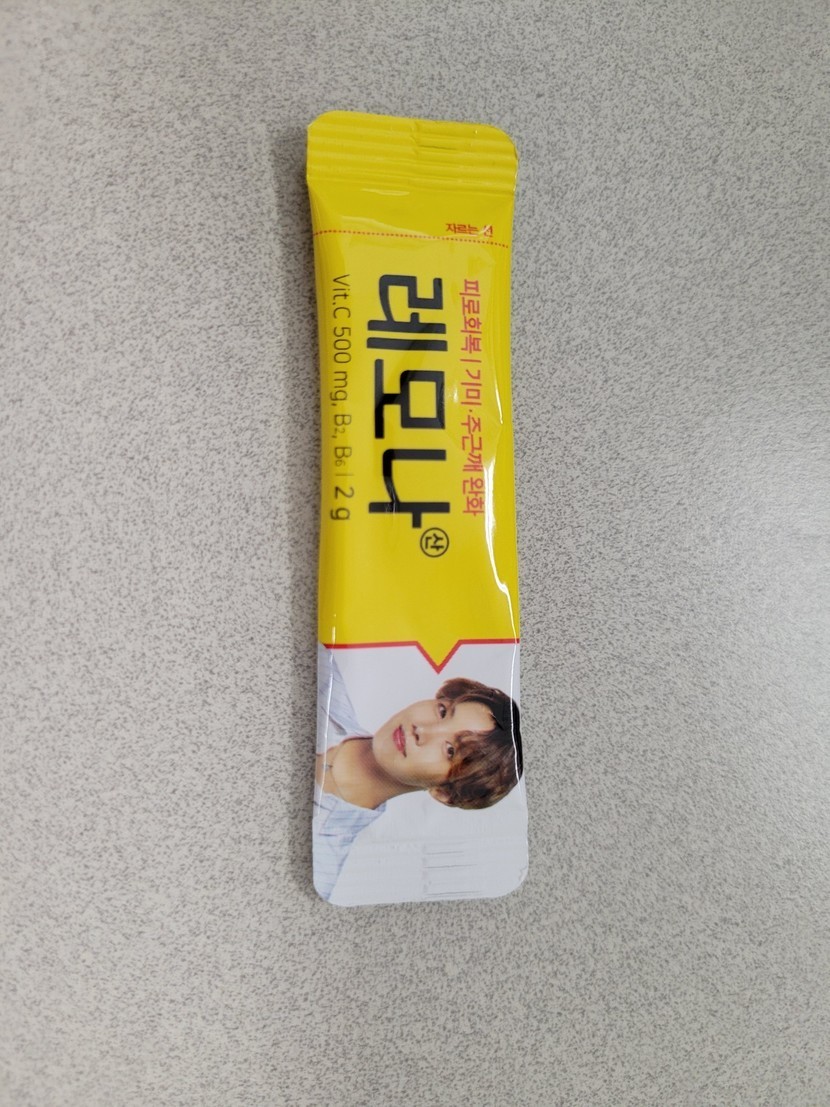 자르는 선
피로회복 | 기미·주근깨 완화
레모나산
Vit.C 500 mg, B₂, B₆ | 2 g